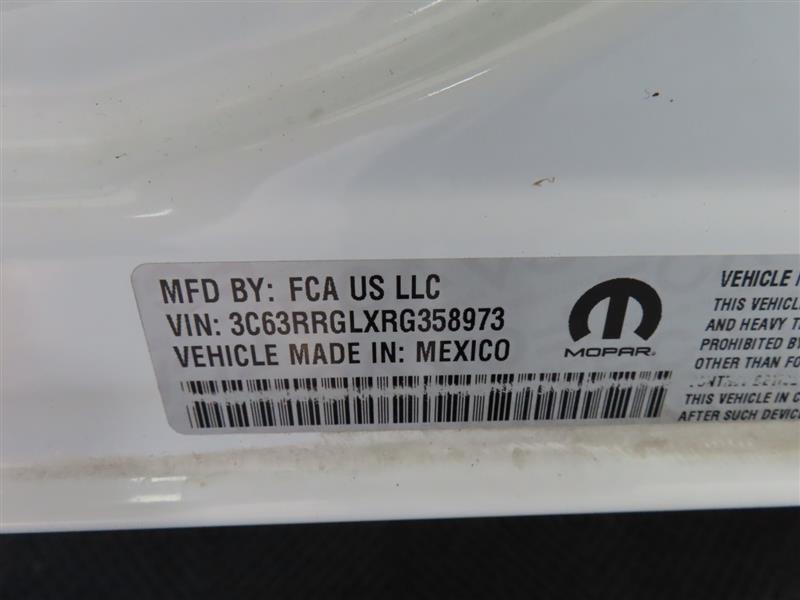 MFD BY: FCA US LLC
VIN: 3C63RRGLXRG358973
VEHICLE MADE IN: MEXICO
MOPAR
VEHICLE
THIS VEHICL
AND HEAVY T
PROHIBITED BY
OTHER THAN FO
THIS VEHICLE IN C
AFTER SUCH DEVIC